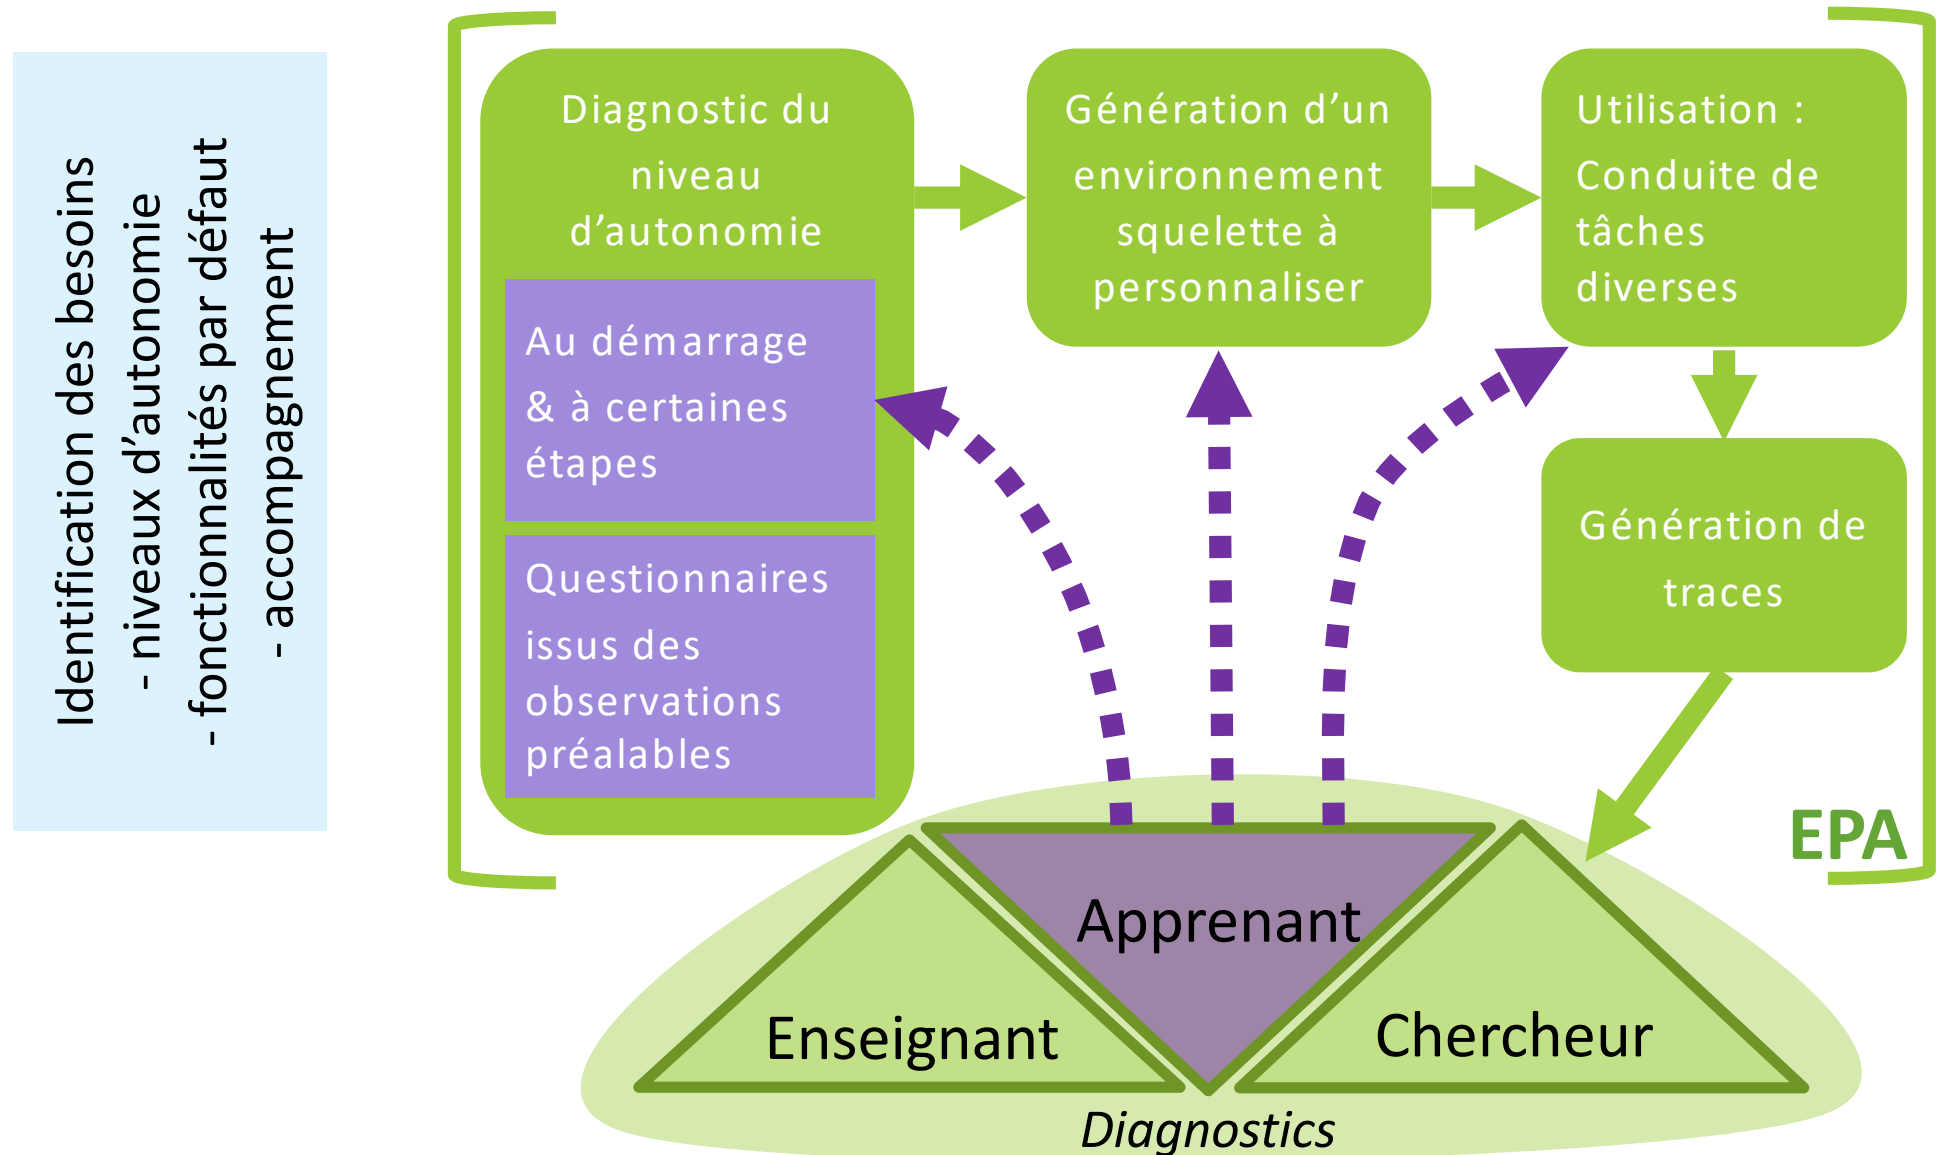 Identification des besoins
- niveaux d’autonomie
- fonctionnalités par défaut
- accompagnement
Diagnostic du
niveau
d’autonomie
Au démarrage
& à certaines
étapes
Questionnaires
issus des
observations
préalables
Génération d’un
environnement
squelette à
personnaliser
Utilisation :
Conduite de
tâches
diverses
Génération de
traces
EPA
Apprenant
Enseignant
Chercheur
Diagnostics